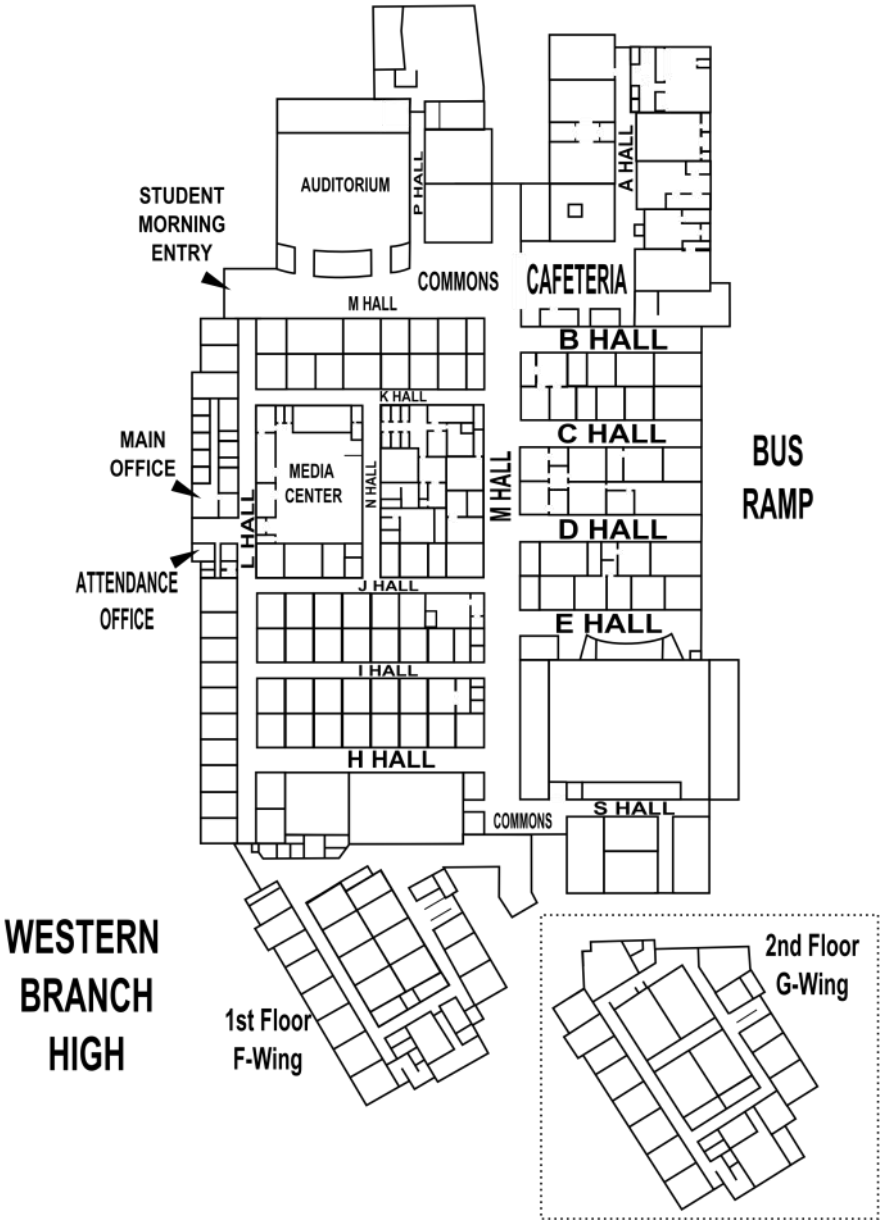 AUDITORIUM
P HALL
A HALL
STUDENT
MORNING
ENTRY
COMMONS
CAFETERIA
M HALL
B HALL
K HALL
C HALL
MAIN
OFFICE
MEDIA
CENTER
N HALL
M HALL
BUS
RAMP
L HALL
D HALL
ATTENDANCE
OFFICE
J HALL
E HALL
I HALL
H HALL
S HALL
COMMONS
WESTERN
BRANCH
HIGH
1st Floor
F-Wing
2nd Floor
G-Wing